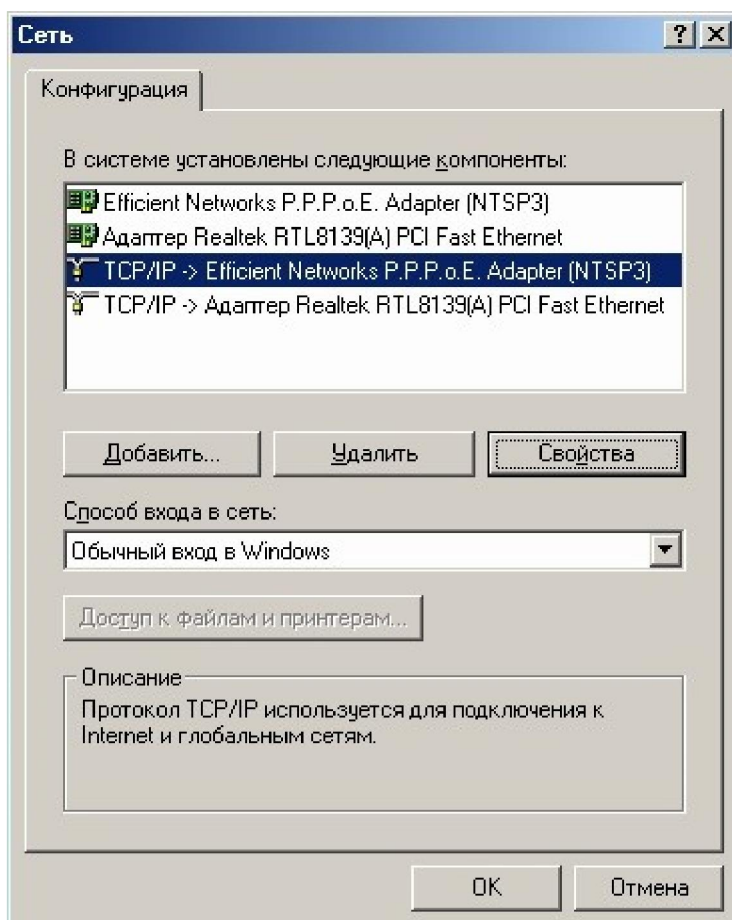 Сеть
Конфигурация
В системе установлены следующие компоненты:
Efficient Networks P.P.P.o.E. Adapter (NTSP3)
Адаптер Realtek RTL8139(A) PCI Fast Ethernet
TCP/IP -> Efficient Networks P.P.P.o.E. Adapter (NTSP3)
TCP/IP -> Адаптер Realtek RTL8139(A) PCI Fast Ethernet
Добавить... Удалить Свойства
Способ входа в сеть:
Обычный вход в Windows
Доступ к файлам и принтерам...
Описание
Протокол TCP/IP используется для подключения к
Internet и глобальным сетям.
OK Отмена